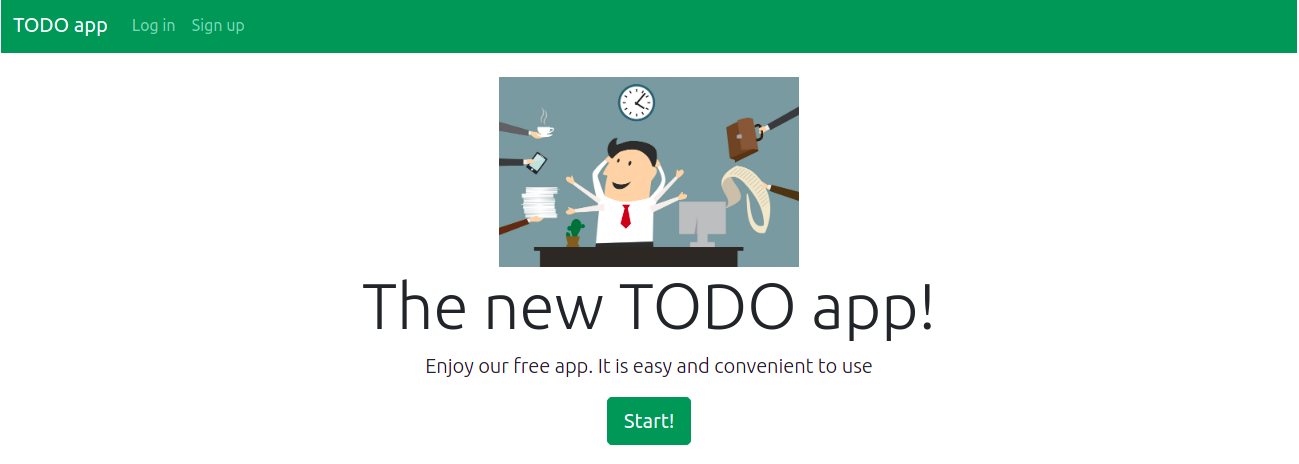 TODO app Log in Sign up
The new TODO app!
Enjoy our free app. It is easy and convenient to use
Start!